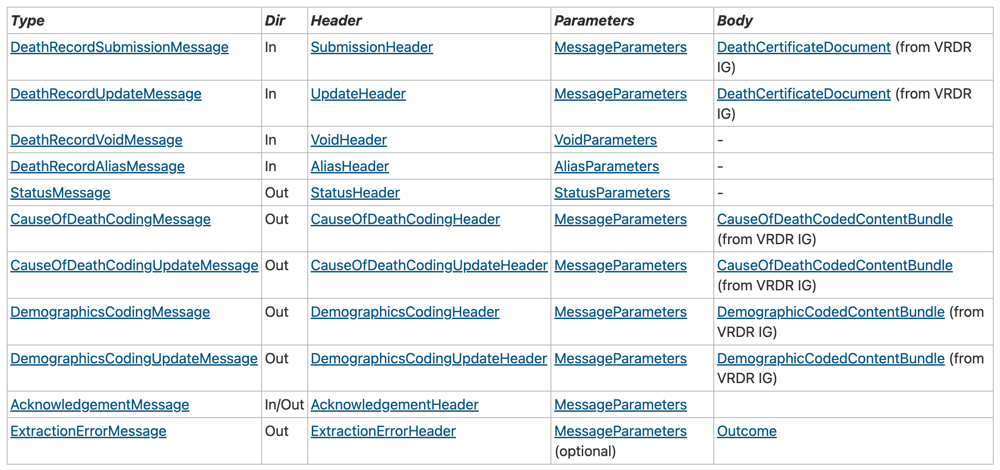 Type Dir Header Parameters Body
DeathRecordSubmissionMessage In SubmissionHeader MessageParameters DeathCertificateDocument (from VRDR
IG)
DeathRecordUpdateMessage In UpdateHeader MessageParameters DeathCertificateDocument (from VRDR
IG)
DeathRecordVoidMessage In VoidHeader VoidParameters -
DeathRecordAliasMessage In AliasHeader AliasParameters -
StatusMessage Out StatusHeader StatusParameters -
CauseOfDeathCodingMessage Out CauseOfDeathCodingHeader MessageParameters CauseOfDeathCodedContentBundle
(from VRDR IG)
CauseOfDeathCodingUpdateMessage Out CauseOfDeathCodingUpdateHeader MessageParameters CauseOfDeathCodedContentBundle
(from VRDR IG)
DemographicsCodingMessage Out DemographicsCodingHeader MessageParameters DemographicCodedContentBundle (from
VRDR IG)
DemographicsCodingUpdateMessage Out DemographicsCodingUpdateHeader MessageParameters DemographicCodedContentBundle (from
VRDR IG)
AcknowledgementMessage In/Out AcknowledgementHeader MessageParameters
ExtractionErrorMessage Out ExtractionErrorHeader MessageParameters Outcome
(optional)